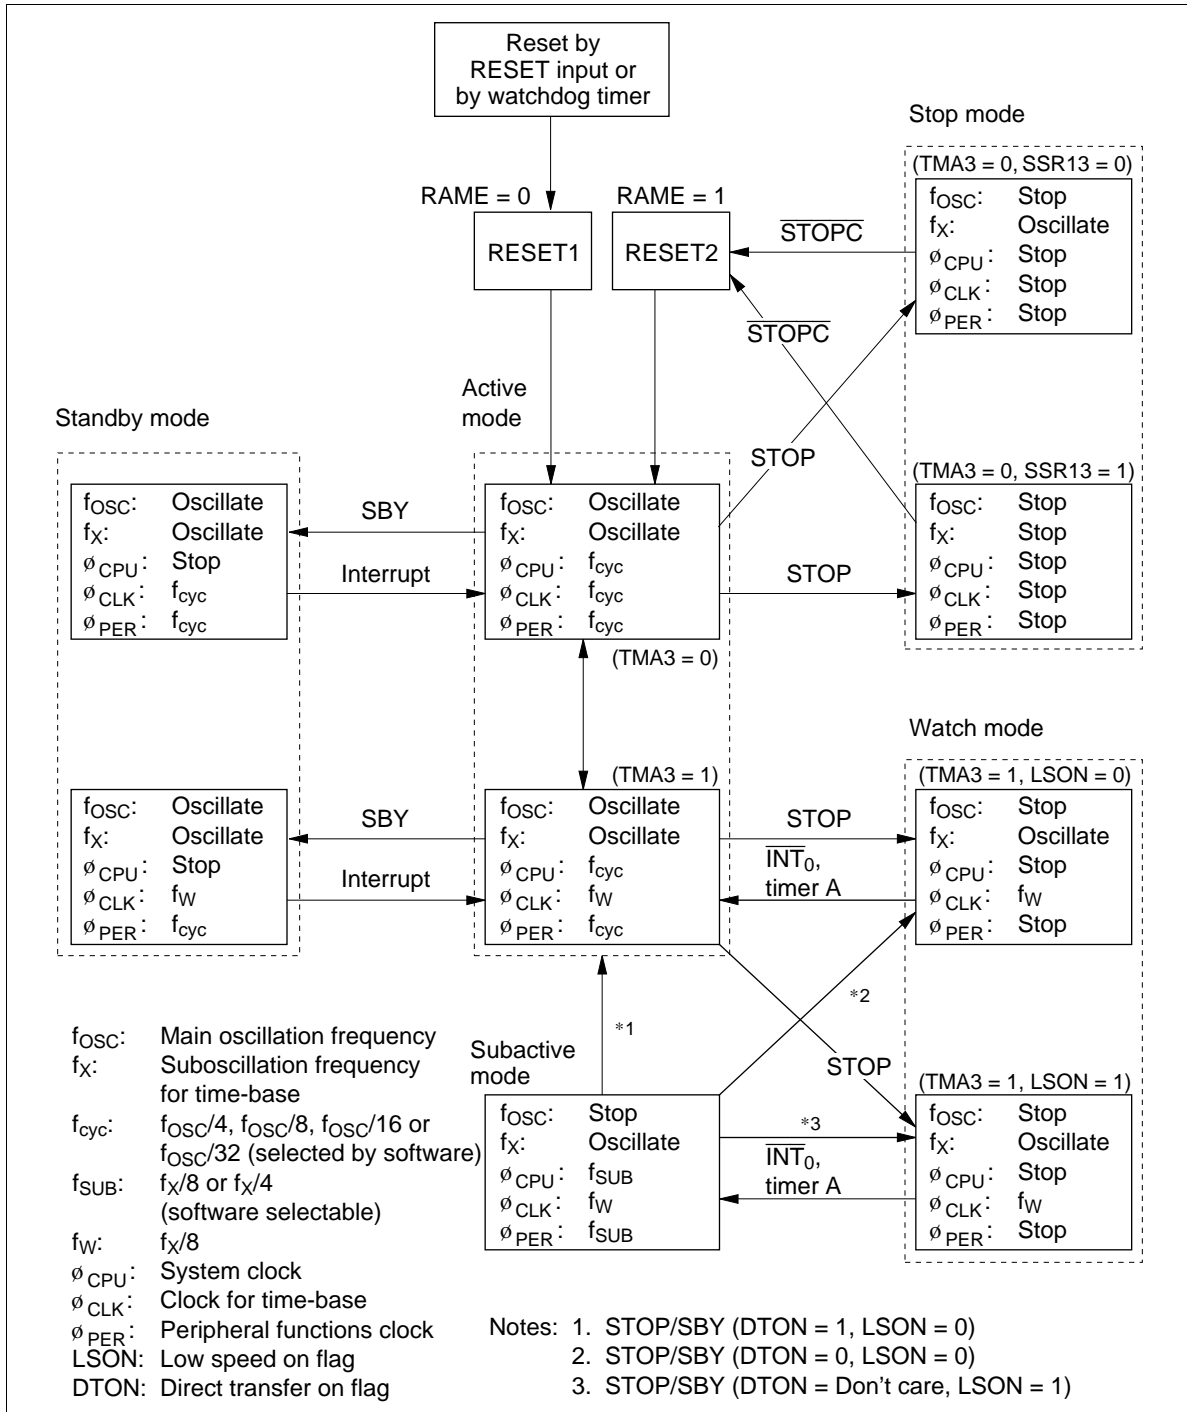 Reset by
RESET input or
by watchdog timer
Stop mode
(TMA3 = 0, SSR13 = 0)
RAME = 0
RAME = 1
RESET1
RESET2
STOPC
fOSC: Stop
fX: Oscillate
øCPU: Stop
øCLK: Stop
øPER: Stop
STOPC
STOP
Standby mode
Active
mode
(TMA3 = 0, SSR13 = 1)
fOSC: Oscillate
fX: Oscillate
øCPU: Stop
øCLK: fcyc
øPER: fcyc
SBY
Interrupt
fOSC: Oscillate
fX: Oscillate
øCPU: fcyc
øCLK: fcyc
øPER: fcyc
(TMA3 = 0)
STOP
fOSC: Stop
fX: Stop
øCPU: Stop
øCLK: Stop
øPER: Stop
Watch mode
(TMA3 = 1)
(TMA3 = 1, LSON = 0)
fOSC: Oscillate
fX: Oscillate
øCPU: Stop
øCLK: fW
øPER: fcyc
SBY
Interrupt
fOSC: Oscillate
fX: Oscillate
øCPU: fcyc
øCLK: fW
øPER: fcyc
STOP
INT0,
timer A
fOSC: Stop
fX: Oscillate
øCPU: Stop
øCLK: fW
øPER: Stop
*1
*2
STOP
Subactive
mode
(TMA3 = 1, LSON = 1)
fOSC: Stop
fX: Oscillate
øCPU: fSUB
øCLK: fW
øPER: fSUB
*3
INT0,
timer A
fOSC: Stop
fX: Oscillate
øCPU: Stop
øCLK: fW
øPER: Stop
fOSC: Main oscillation frequency
fX: Suboscillation frequency
for time-base
fcyc: fOSC/4, fOSC/8, fOSC/16 or
fOSC/32 (selected by software)
fSUB: fX/8 or fX/4
(software selectable)
fW: fX/8
øCPU: System clock
øCLK: Clock for time-base
øPER: Peripheral functions clock
LSON: Low speed on flag
DTON: Direct transfer on flag
Notes: 1. STOP/SBY (DTON = 1, LSON = 0)
2. STOP/SBY (DTON = 0, LSON = 0)
3. STOP/SBY (DTON = Don't care, LSON = 1)